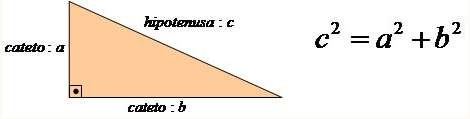 hipotenusa : c
cateto : a
cateto : b
c² = a² + b²